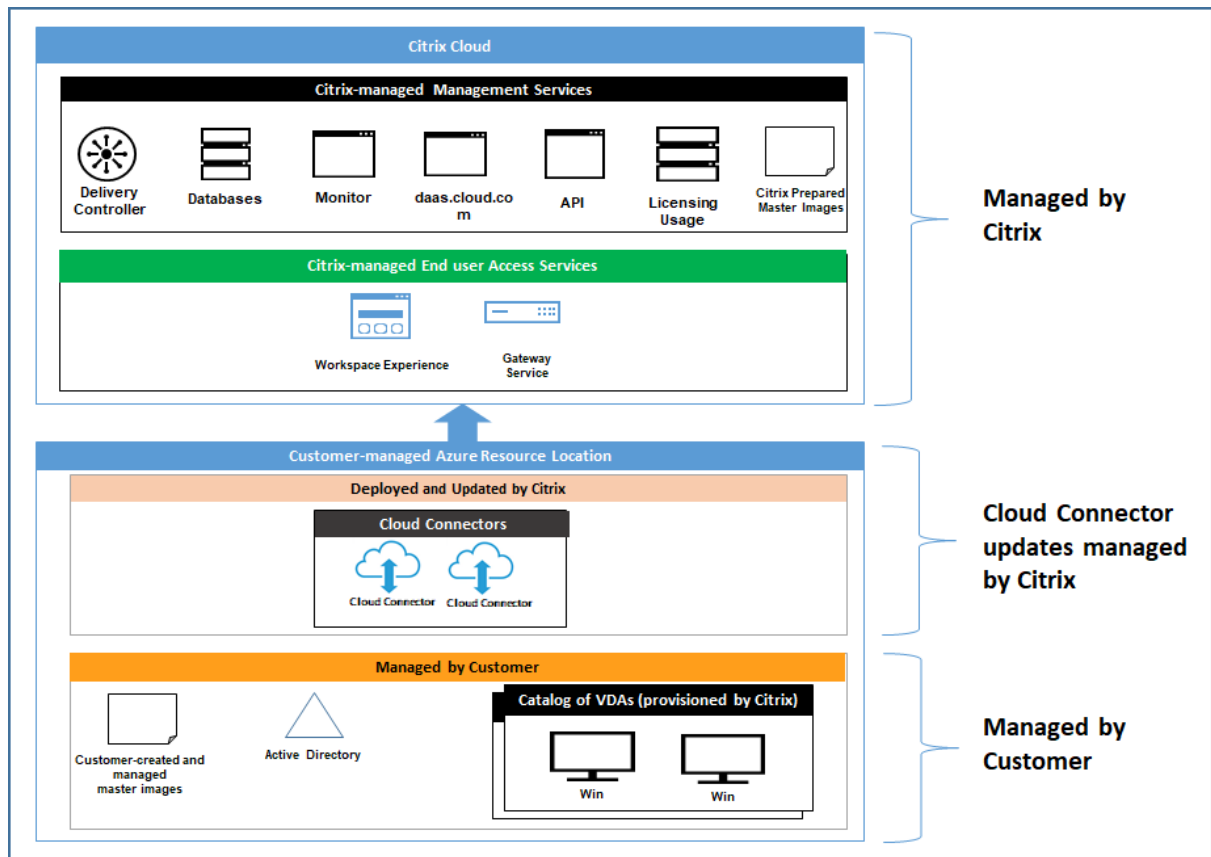 Citrix Cloud
Citrix-managed Management Services
Delivery
Controller
Databases
Monitor
daas.cloud.co
m
API
Licensing
Usage
Citrix Prepared
Master Images
Citrix-managed End user Access Services
Workspace Experience
Gateway
Service
Managed by
Citrix
Customer-managed Azure Resource Location
Deployed and Updated by Citrix
Cloud Connectors
Cloud Connector
Cloud Connector
Cloud Connector
updates managed
by Citrix
Managed by Customer
Customer-created and
managed
master images
Active Directory
Catalog of VDAs (provisioned by Citrix)
Win
Win
Managed by
Customer